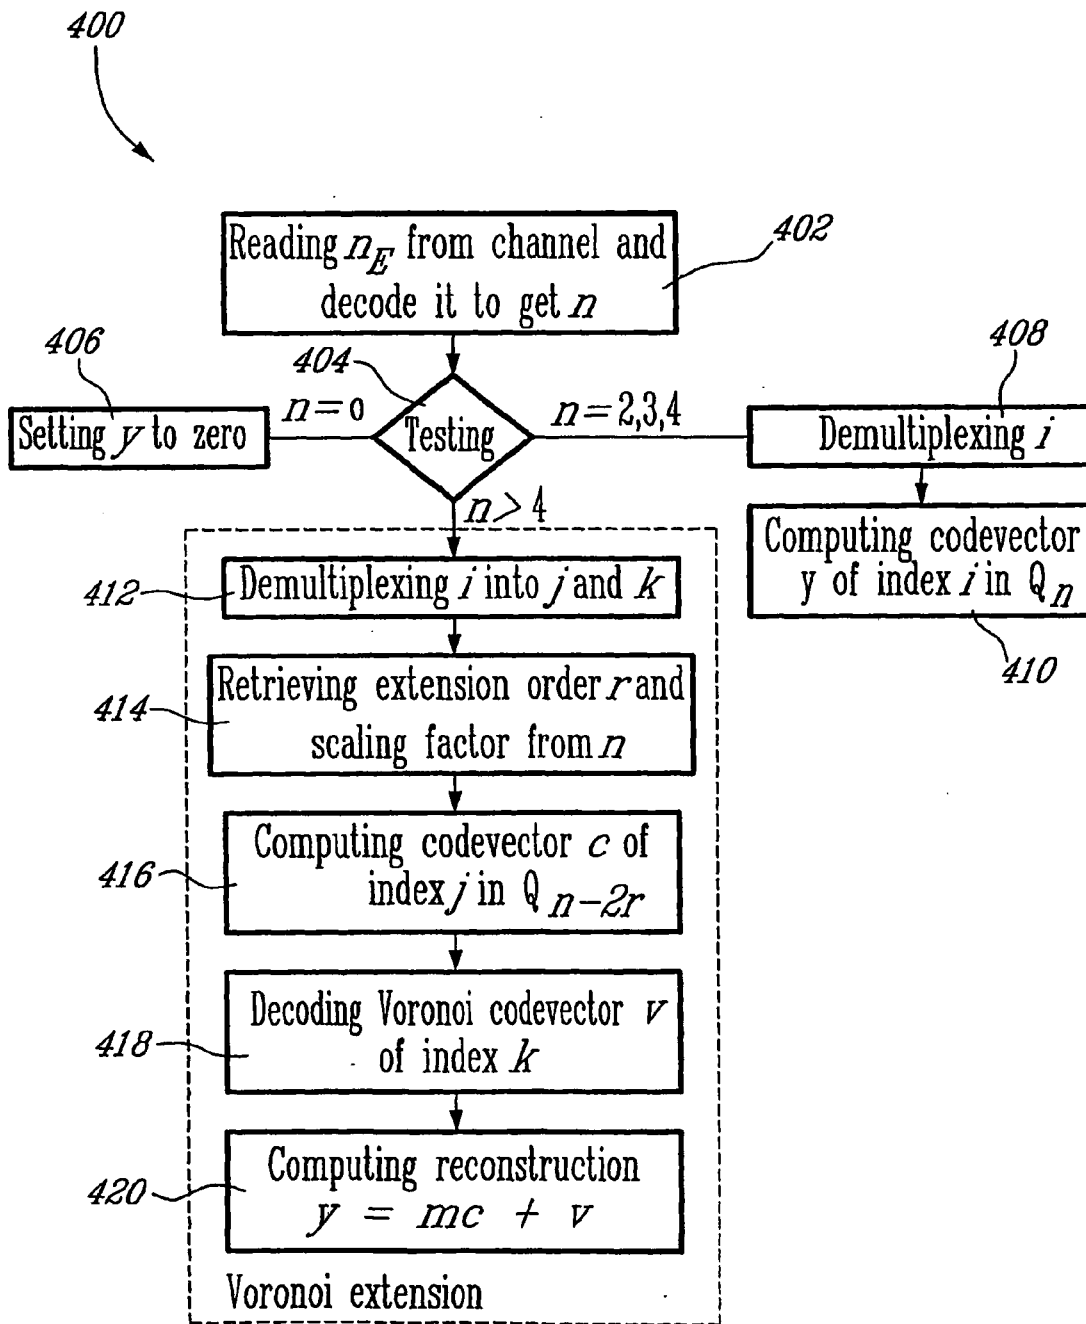 400
Reading n_E from channel and
decode it to get n
402
406
404
408
Setting y to zero
n=0
Testing
n=2,3,4
Demultiplexing i
n>4
Computing codevector
y of index i in Q_n
410
412
Demultiplexing i into j and k
414
Retrieving extension order r and
scaling factor from n
416
Computing codevector c of
index j in Q_n-2r
418
Decoding Voronoi codevector v
of index k
420
Computing reconstruction
y = mc + v
Voronoi extension